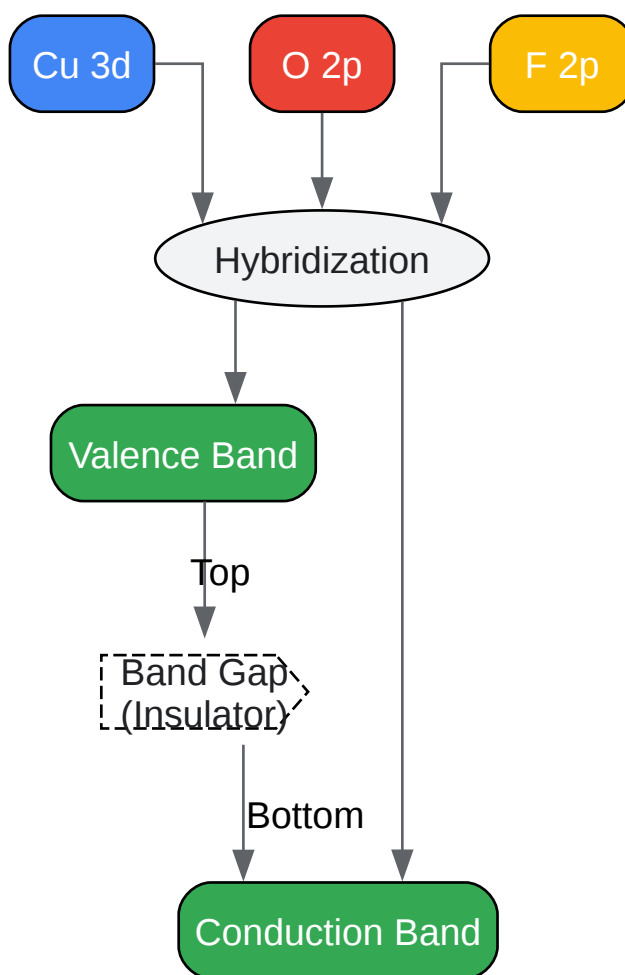 Cu 3d
O 2p
F 2p
Hybridization
Valence Band
Top
Band Gap
(Insulator)
Bottom
Conduction Band